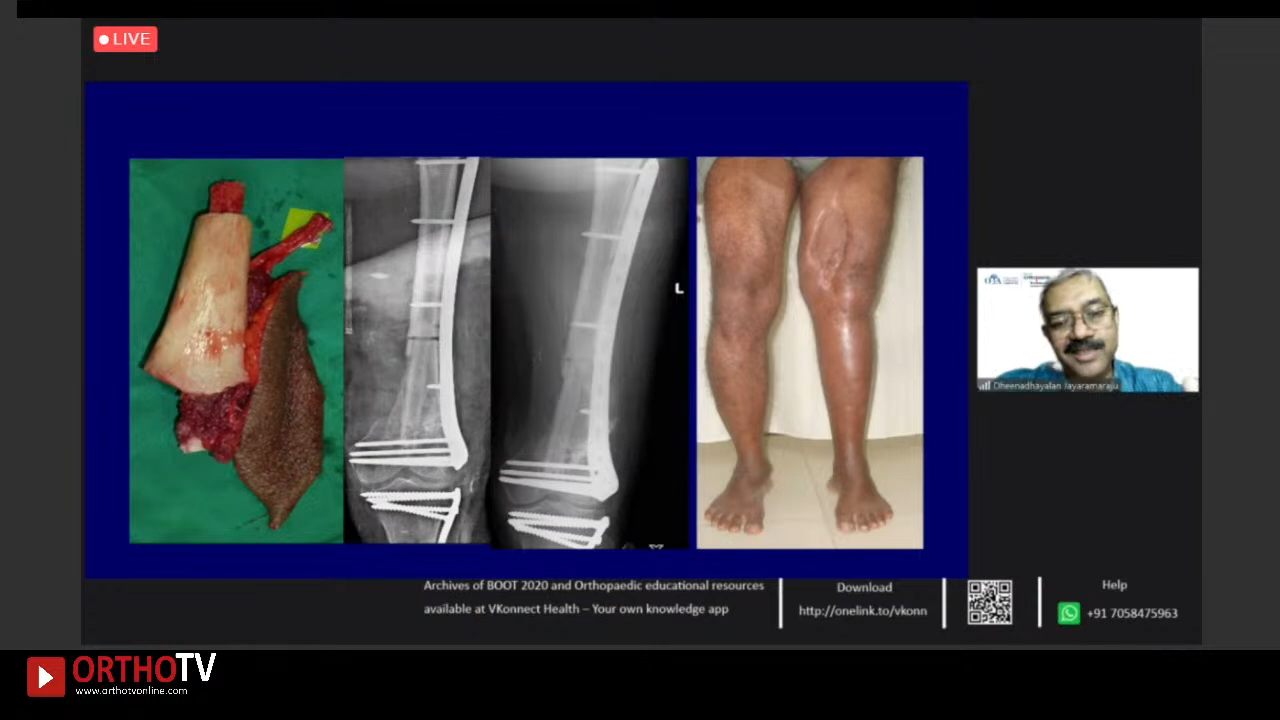 LIVE
L
Dheenadhayalan Jayaramaraju
Archives of BOOT 2020 and Orthopaedic educational resources
available at VKonnect Health – Your own knowledge app
Download
http://onelink.to/vkonn
Help
+91 7058475963
ORTHOTV
www.orthotvonline.com